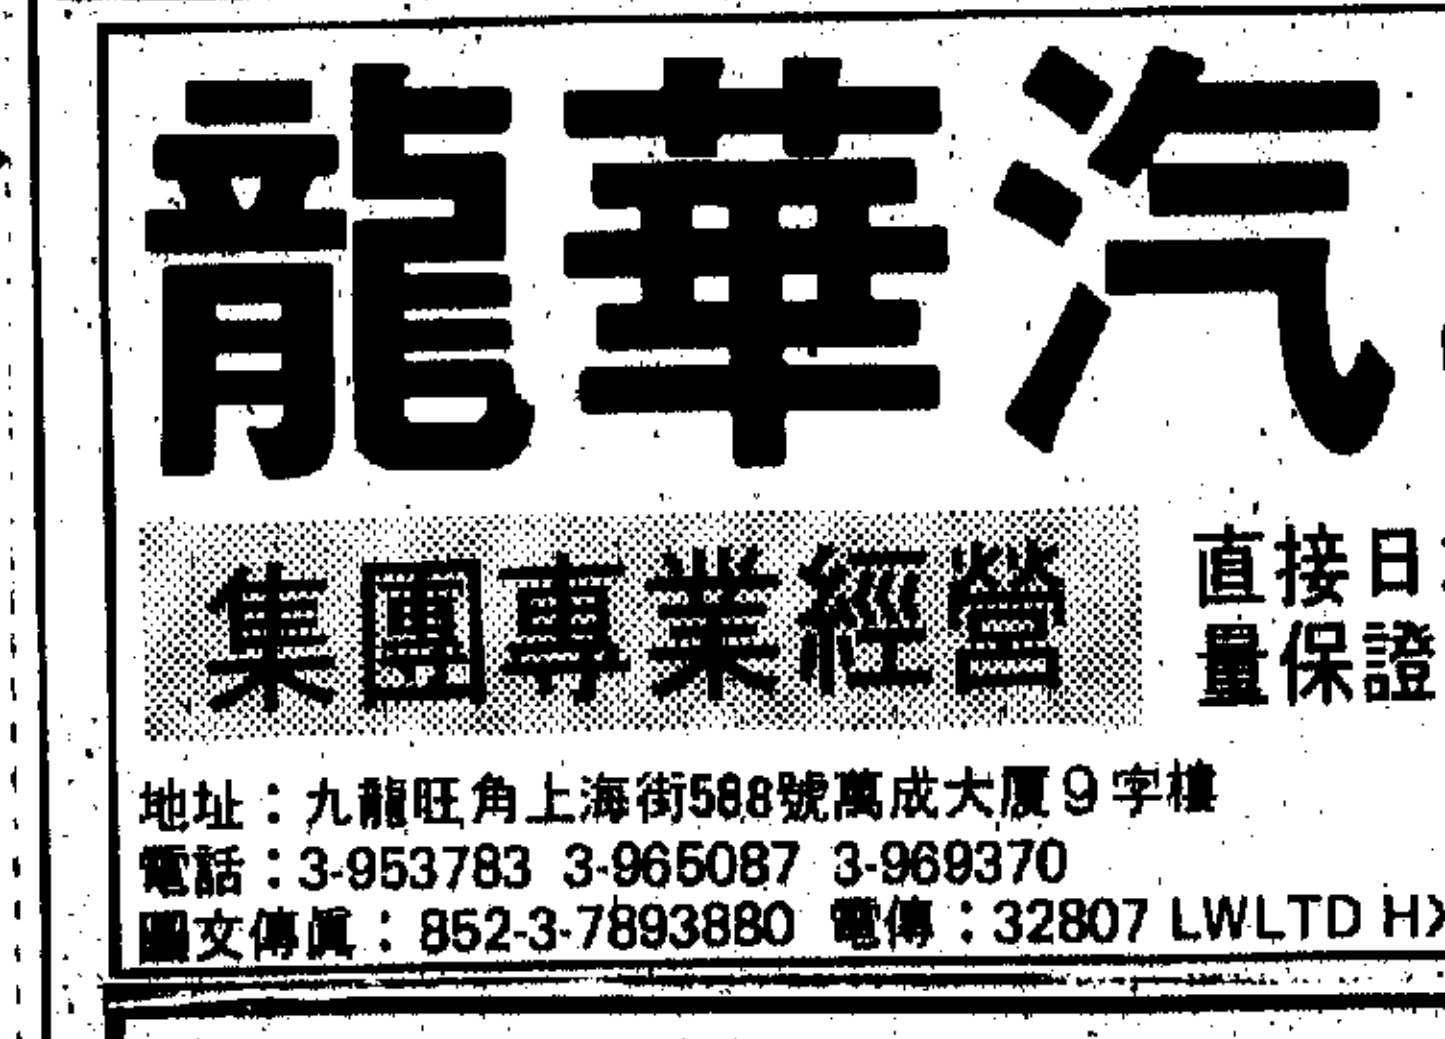 龍華汽
集團專業經營
直接日
量保證
地址：九龍旺角上海街588號萬成大厦9字樓
電話：3-953783 3-965087 3-969370
圖文傳眞：852-3-7893880 電傳：32807 LWLTD HX